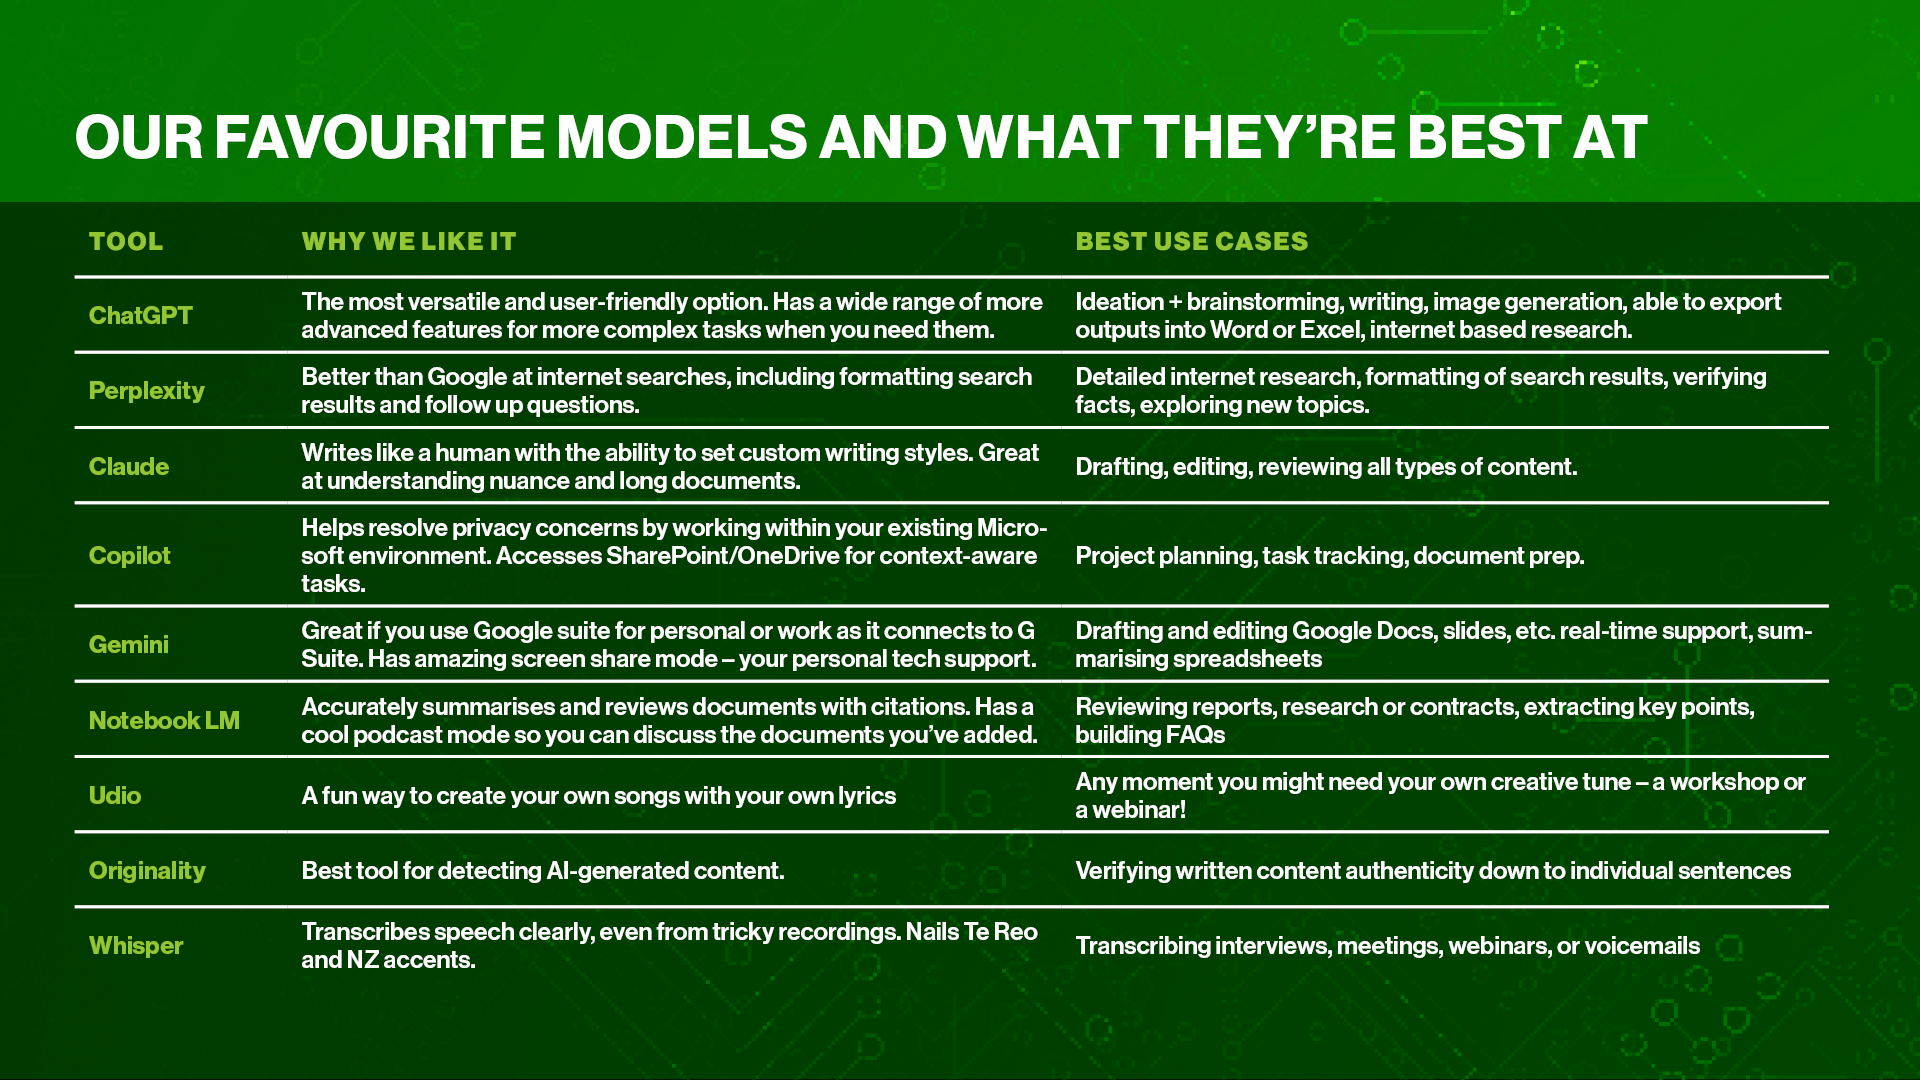 OUR FAVOURITE MODELS AND WHAT THEY’RE BEST AT
TOOL
WHY WE LIKE IT
BEST USE CASES
ChatGPT
The most versatile and user-friendly option. Has a wide range of more
advanced features for more complex tasks when you need them.
Ideation + brainstorming, writing, image generation, able to export
outputs into Word or Excel, internet based research.
Perplexity
Better than Google at internet searches, including formatting search
results and follow up questions.
Detailed internet research, formatting of search results, verifying
facts, exploring new topics.
Claude
Writes like a human with the ability to set custom writing styles. Great
at understanding nuance and long documents.
Drafting, editing, reviewing all types of content.
Copilot
Helps resolve privacy concerns by working within your existing Micro-
soft environment. Accesses SharePoint/OneDrive for context-aware
tasks.
Project planning, task tracking, document prep.
Gemini
Great if you use Google suite for personal or work as it connects to G
Suite. Has amazing screen share mode – your personal tech support.
Drafting and editing Google Docs, slides, etc. real-time support, sum-
marising spreadsheets
Notebook LM
Accurately summarises and reviews documents with citations. Has a
cool podcast mode so you can discuss the documents you’ve added.
Reviewing reports, research or contracts, extracting key points,
building FAQs
Udio
A fun way to create your own songs with your own lyrics
Any moment you might need your own creative tune – a workshop or
a webinar!
Originality
Best tool for detecting AI-generated content.
Verifying written content authenticity down to individual sentences
Whisper
Transcribes speech clearly, even from tricky recordings. Nails Te Reo
and NZ accents.
Transcribing interviews, meetings, webinars, or voicemails